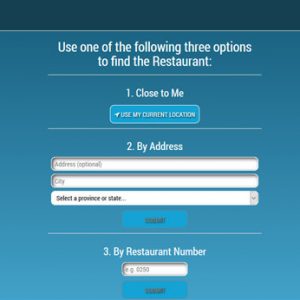 Use one of the following three options
to find the Restaurant:
1. Close to Me
USE MY CURRENT LOCATION
2. By Address
Address (optional)
City
Select a province or state...
SUBMIT
3. By Restaurant Number
e.g. 0250
SUBMIT